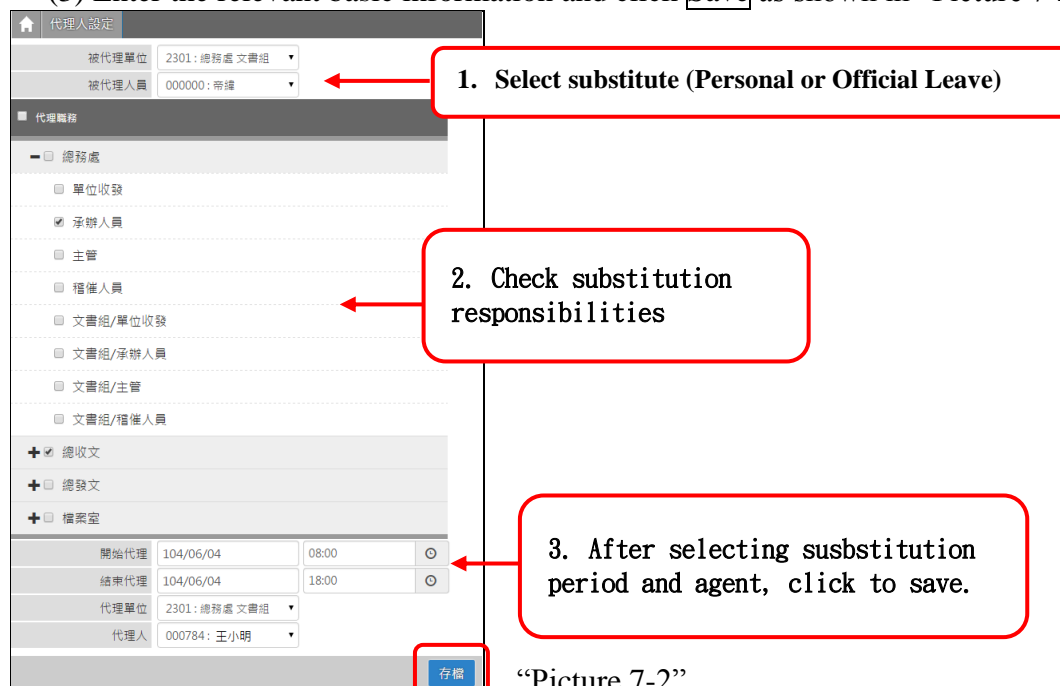 (3) Enter the relevant basic information and click Save as shown in "Picture 7-
代理人設定
被代理單位 2301 : 總務處 文書組
被代理人員 000000 : 帝緯
1. Select substitute (Personal or Official Leave)
代理職務
總務處
單位收發
承辦人員
主管
稽催人員
文書組/單位收發
文書組/承辦人員
文書組/主管
文書組/稽催人員
2. Check substitution
responsibilities
總收文
總發文
檔案室
開始代理 104/06/04 08:00
結束代理 104/06/04 18:00
代理單位 2301 : 總務處 文書組
代理人 000784 : 王小明
3. After selecting susbstitution
period and agent, click to save.
存檔
“Picture 7-2”